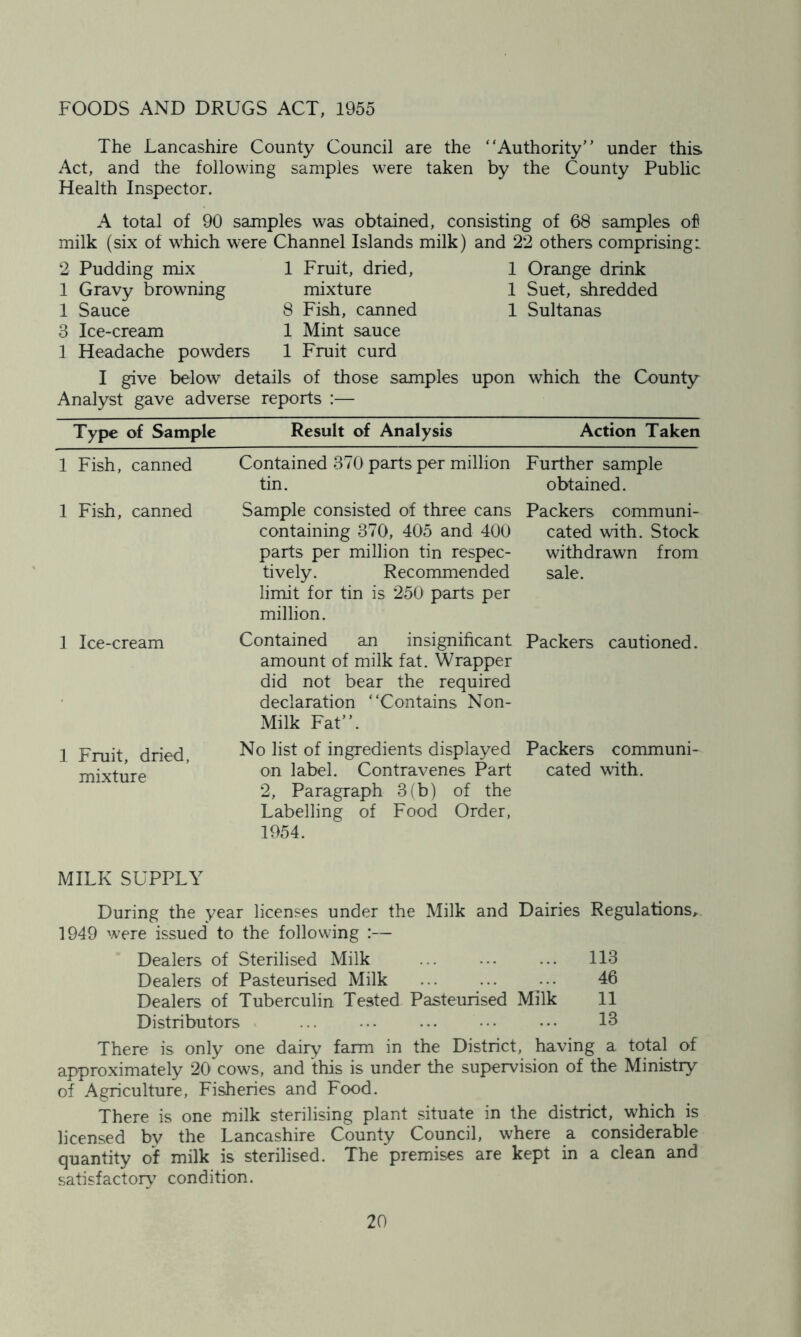 FOODS AND DRUGS ACT, 1955
The Lancashire County Council are the "Authority" under this
Act, and the following samples were taken by the County Public
Health Inspector.
A total of 90 samples was obtained, consisting of 68 samples of
milk (six of which were Channel Islands milk) and 22 others comprising:
2 Pudding mix
1 Gravy browning
1 Sauce
3 Ice-cream
1 Headache powders
1 Fruit, dried,
mixture
8 Fish, canned
1 Mint sauce
1 Fruit curd
1 Orange drink
1 Suet, shredded
1 Sultanas
I give below details of those samples upon which the County
Analyst gave adverse reports :—
Type of Sample Result of Analysis Action Taken
1 Fish, canned
Contained 370 parts per million
tin.
Further sample
obtained.
1 Fish, canned
Sample consisted of three cans
containing 370, 405 and 400
parts per million tin respec-
tively. Recommended
limit for tin is 250 parts per
million.
Packers communi-
cated with. Stock
withdrawn from
sale.
1 Ice-cream
Contained an insignificant
amount of milk fat. Wrapper
did not bear the required
declaration "Contains Non-
Milk Fat".
Packers cautioned.
1 Fruit, dried,
mixture
No list of ingredients displayed
on label. Contravenes Part
2, Paragraph 3(b) of the
Labelling of Food Order,
1954.
Packers communi-
cated with.
MILK SUPPLY
During the year licenses under the Milk and Dairies Regulations,
1949 were issued to the following :—
Dealers of Sterilised Milk ... ... ... 113
Dealers of Pasteurised Milk ... ... ... 46
Dealers of Tuberculin Tested Pasteurised Milk 11
Distributors ... ... ... ... ... 13
There is only one dairy farm in the District, having a total of
approximately 20 cows, and this is under the supervision of the Ministry
of Agriculture, Fisheries and Food.
There is one milk sterilising plant situate in the district, which is
licensed by the Lancashire County Council, where a considerable
quantity of milk is sterilised. The premises are kept in a clean and
satisfactory condition.
20